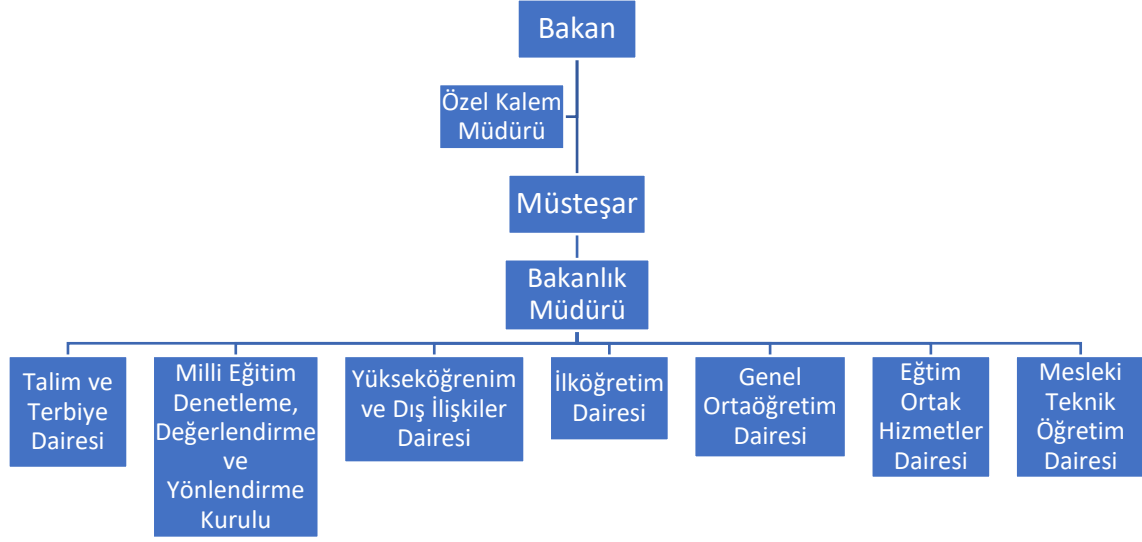 Bakan
Özel Kalem
Müdürü
Müsteşar
Bakanlık
Müdürü
Talim ve
Terbiye
Dairesi
Milli Eğitim
Denetleme,
Değerlendirme
ve
Yönlendirme
Kurulu
Yükseköğrenim
ve Dış İlişkiler
Dairesi
İlköğretim
Dairesi
Genel
Ortaöğretim
Dairesi
Eğtim
Ortak
Hizmetler
Dairesi
Mesleki
Teknik
Öğretim
Dairesi